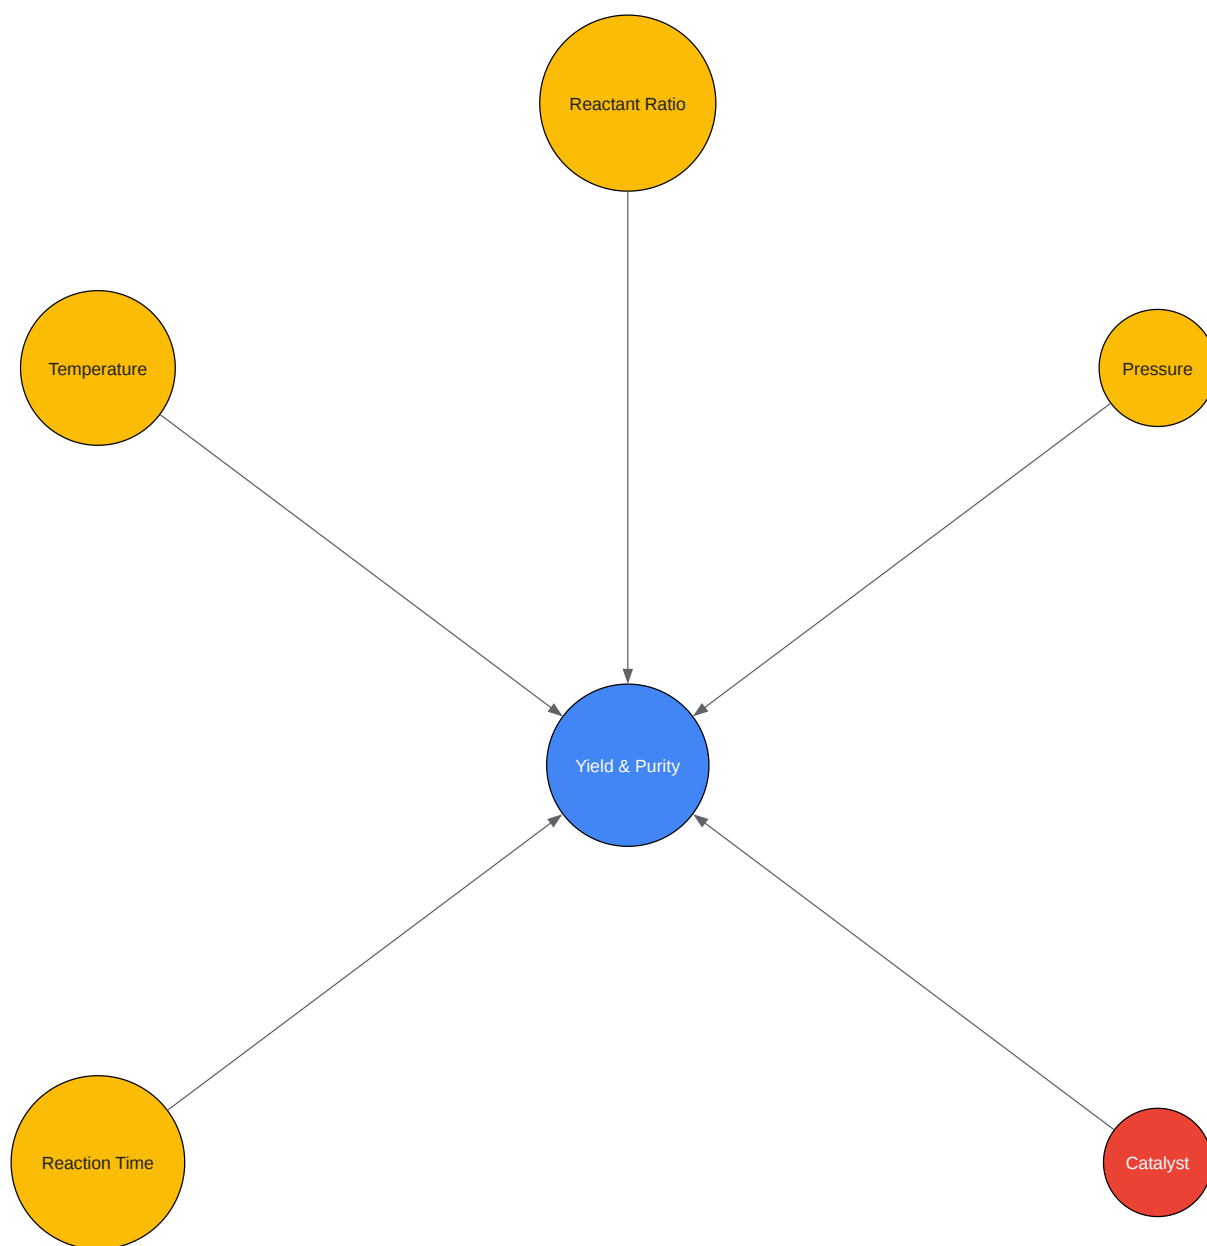 Reactant Ratio
Temperature
Pressure
Yield & Purity
Reaction Time
Catalyst